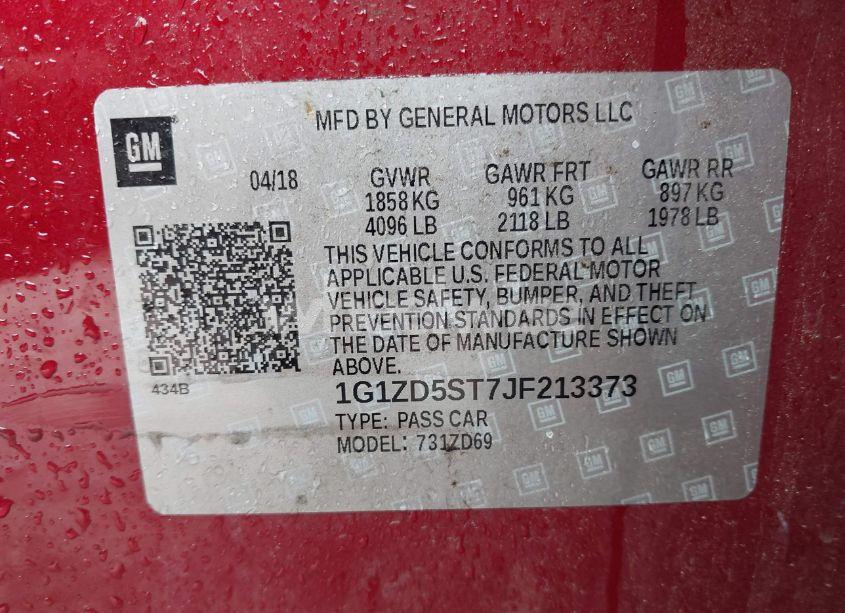 MFD BY GENERAL MOTORS LLC
GM
04/18 GVWR GAWR FRT GAWR RR
1858 KG 961 KG 897 KG
4096 LB 2118 LB 1978 LB
THIS VEHICLE CONFORMS TO ALL
APPLICABLE U.S. FEDERAL MOTOR
VEHICLE SAFETY, BUMPER, AND THEFT
PREVENTION STANDARDS IN EFFECT ON
THE DATE OF MANUFACTURE SHOWN
ABOVE.
434B
1G1ZD5ST7JF213373
TYPE: PASS CAR
MODEL: 731ZD69